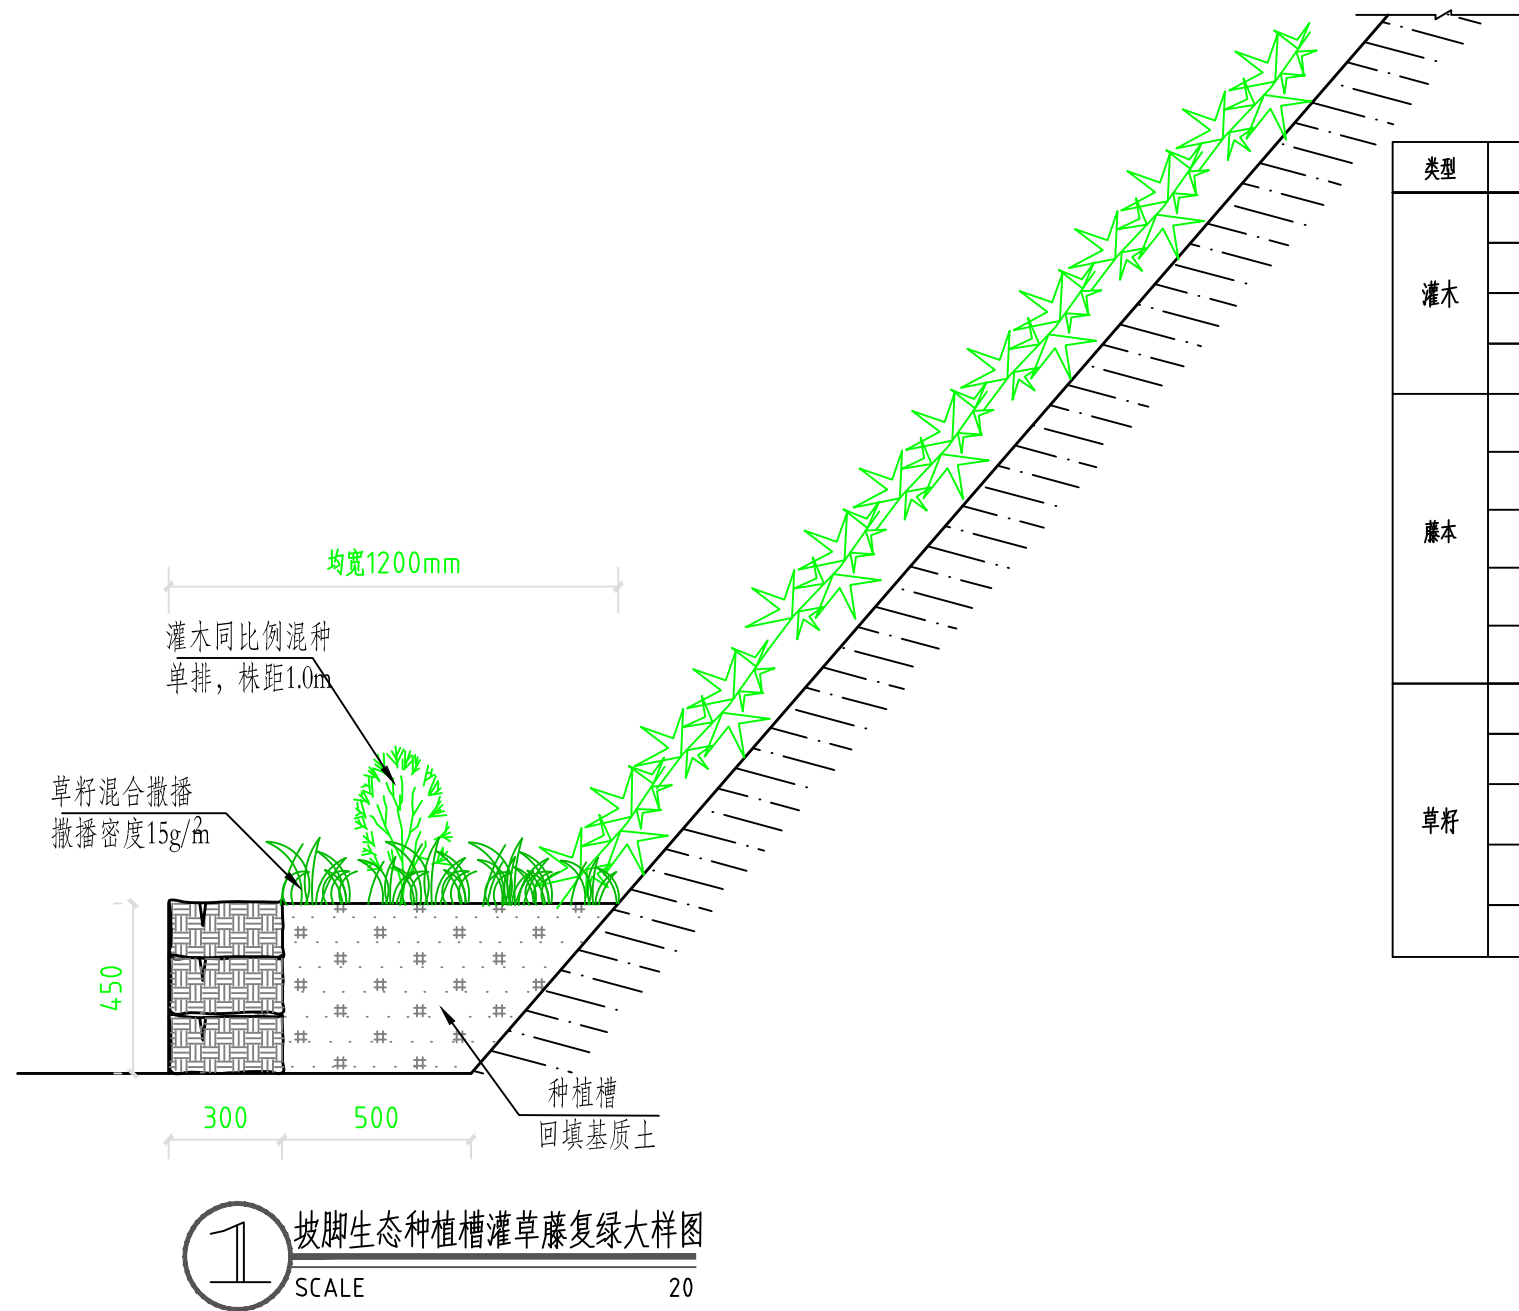 类型
灌木
藤本
草籽
均宽1200mm
灌木同比例混种
单排，株距1.0m
草籽混合撒播
撒播密度15g/m²
450
300
500
种植槽
回填基质土
1
坡脚生态种植槽灌草藤复绿大样图
SCALE 20